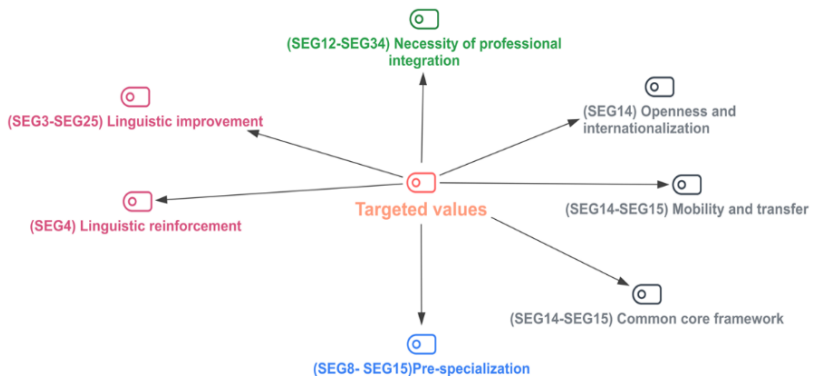 (SEG12-SEG34) Necessity of professional
integration
(SEG14) Openness and
internationalization
(SEG3-SEG25) Linguistic improvement
Targeted values
(SEG14-SEG15) Mobility and transfer
(SEG4) Linguistic reinforcement
(SEG14-SEG15) Common core framework
(SEG8- SEG15)Pre-specialization